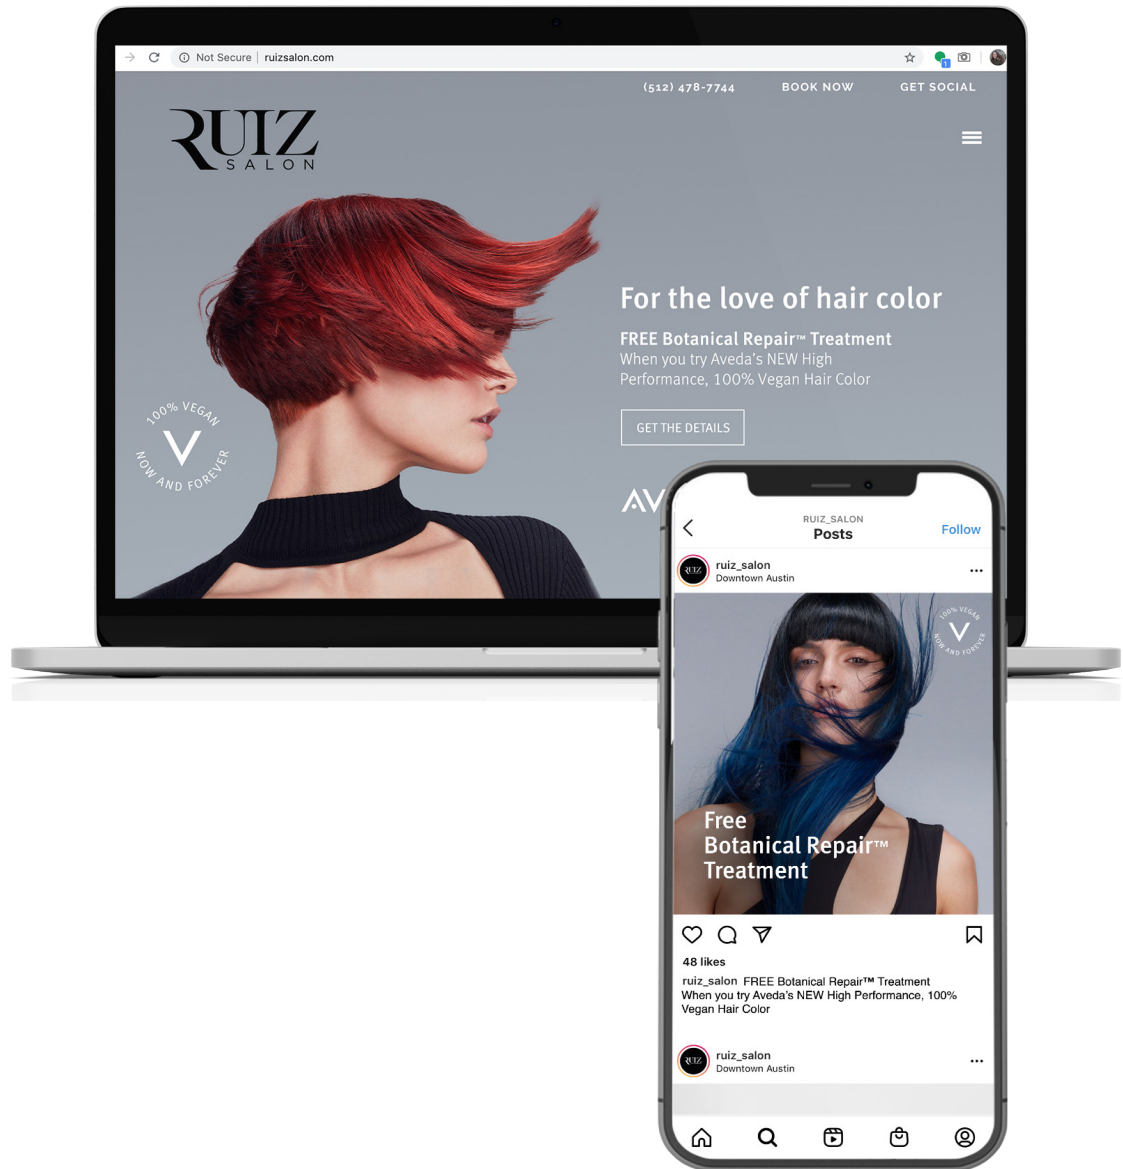 Not Secure | ruizsalon.com
1
(512) 478-7744 BOOK NOW GET SOCIAL
RUIZ
SALON
For the love of hair color
FREE Botanical Repair™ Treatment
When you try Aveda's NEW High
Performance, 100% Vegan Hair Color
GET THE DETAILS
100% VEGAN
V
NOW AND FOREVER
AV
RUIZ_SALON
Posts
Follow
RUIZ
ruiz_salon
Downtown Austin
100% VEGAN
V
NOW AND FOREVER
Free
Botanical Repair™
Treatment
48 likes
ruiz_salon FREE Botanical Repair™ Treatment
When you try Aveda's NEW High Performance, 100%
Vegan Hair Color
RUIZ
ruiz_salon
Downtown Austin